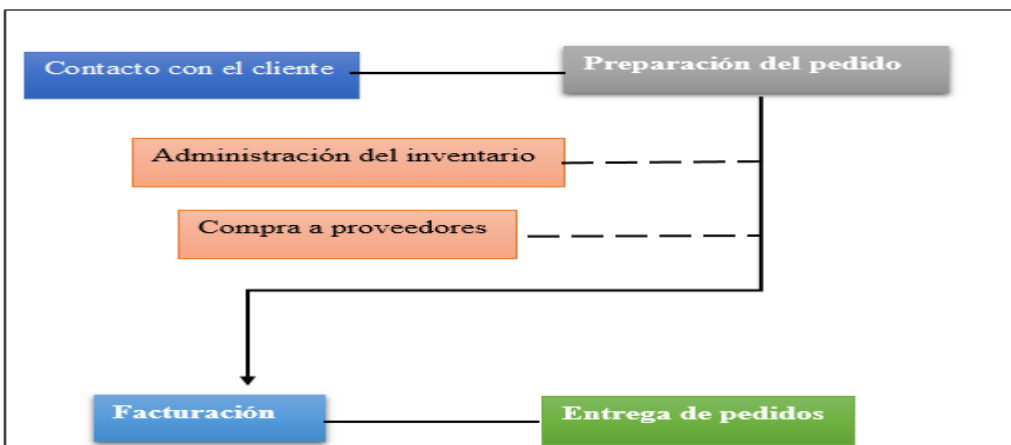 Contacto con el cliente
Preparación del pedido
Administración del inventario
Compra a proveedores
Facturación
Entrega de pedidos